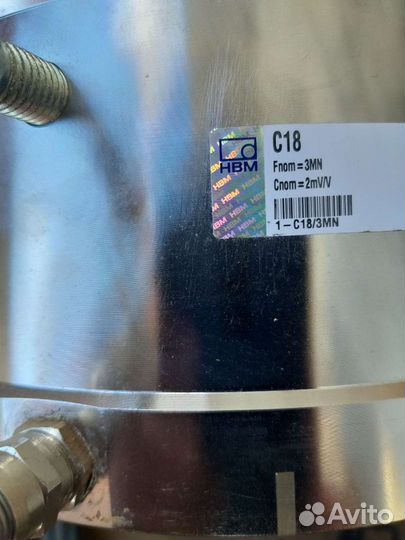 C18
Fnom=3MN
Cnom=2mV/V
1-C18/3MN
HBM
Avito